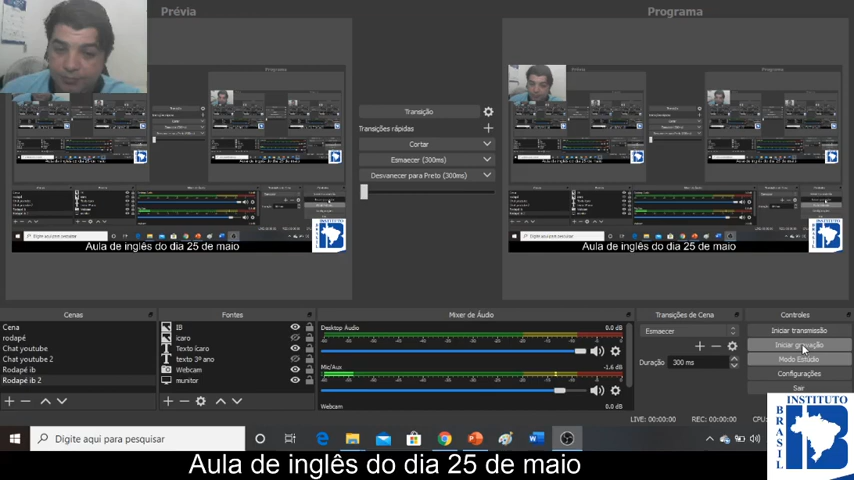 Prévia
Programa
Transição
Transições rápidas
Cortar
Esmaecer (300ms)
Desvanecer para Preto (300ms)
Aula de inglês do dia 25 de maio
Aula de inglês do dia 25 de maio
Cenas
Fontes
Mixer de Áudio
Transições de Cena
Controles
Cena
rodapé
Chat youtube
Chat youtube 2
Rodapé ib
Rodapé ib 2
IB
icaro
Texto ícaro
texto 3º ano
Webcam
munitor
Desktop Audio
0.0 dB
Mic/Aux
-1.6 dB
Webcam
0.0 dB
Esmaecer
Duração
300 ms
Iniciar transmissão
Iniciar gravação
Modo Estúdio
Configurações
Sair
LIVE: 00:00:00
REC: 00:00:00
CPU:
Digite aqui para pesquisar
Aula de inglês do dia 25 de maio
INSTITUTO
BRASIL